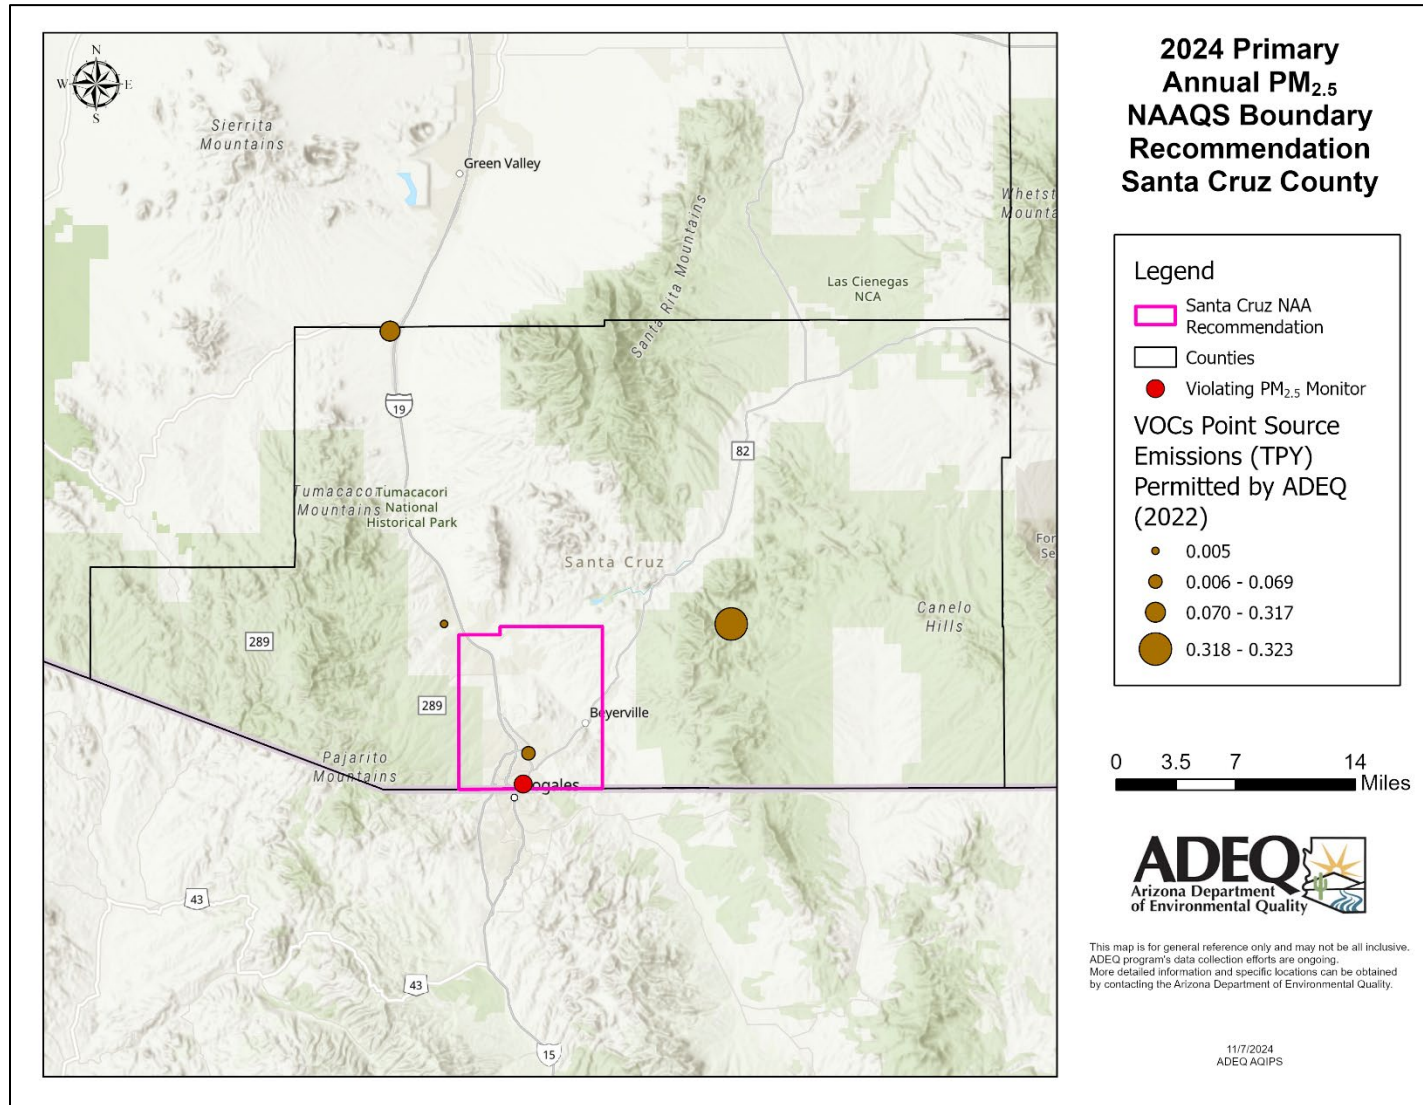 2024 Primary
Annual PM2.5
NAAQS Boundary
Recommendation
Santa Cruz County
N
W E
S
Sierrita
Mountains
Green Valley
Whetst
Mounta
Santa Rita Mountains
Las Cienegas
NCA
19
82
Tumacaco
Mountains
Tumacacori
National
Historical Park
Santa Cruz
For
Se
Canelo
Hills
289
289
Beyerville
Pajarito
Mountains
ogales
43
43
15
Legend
Santa Cruz NAA
Recommendation
Counties
Violating PM2.5 Monitor
VOCs Point Source
Emissions (TPY)
Permitted by ADEQ
(2022)
0.005
0.006 - 0.069
0.070 - 0.317
0.318 - 0.323
0 3.5 7 14
Miles
ADEQ
Arizona Department
of Environmental Quality
This map is for general reference only and may not be all inclusive.
ADEQ program's data collection efforts are ongoing.
More detailed information and specific locations can be obtained
by contacting the Arizona Department of Environmental Quality.
11/7/2024
ADEQ AQIPS